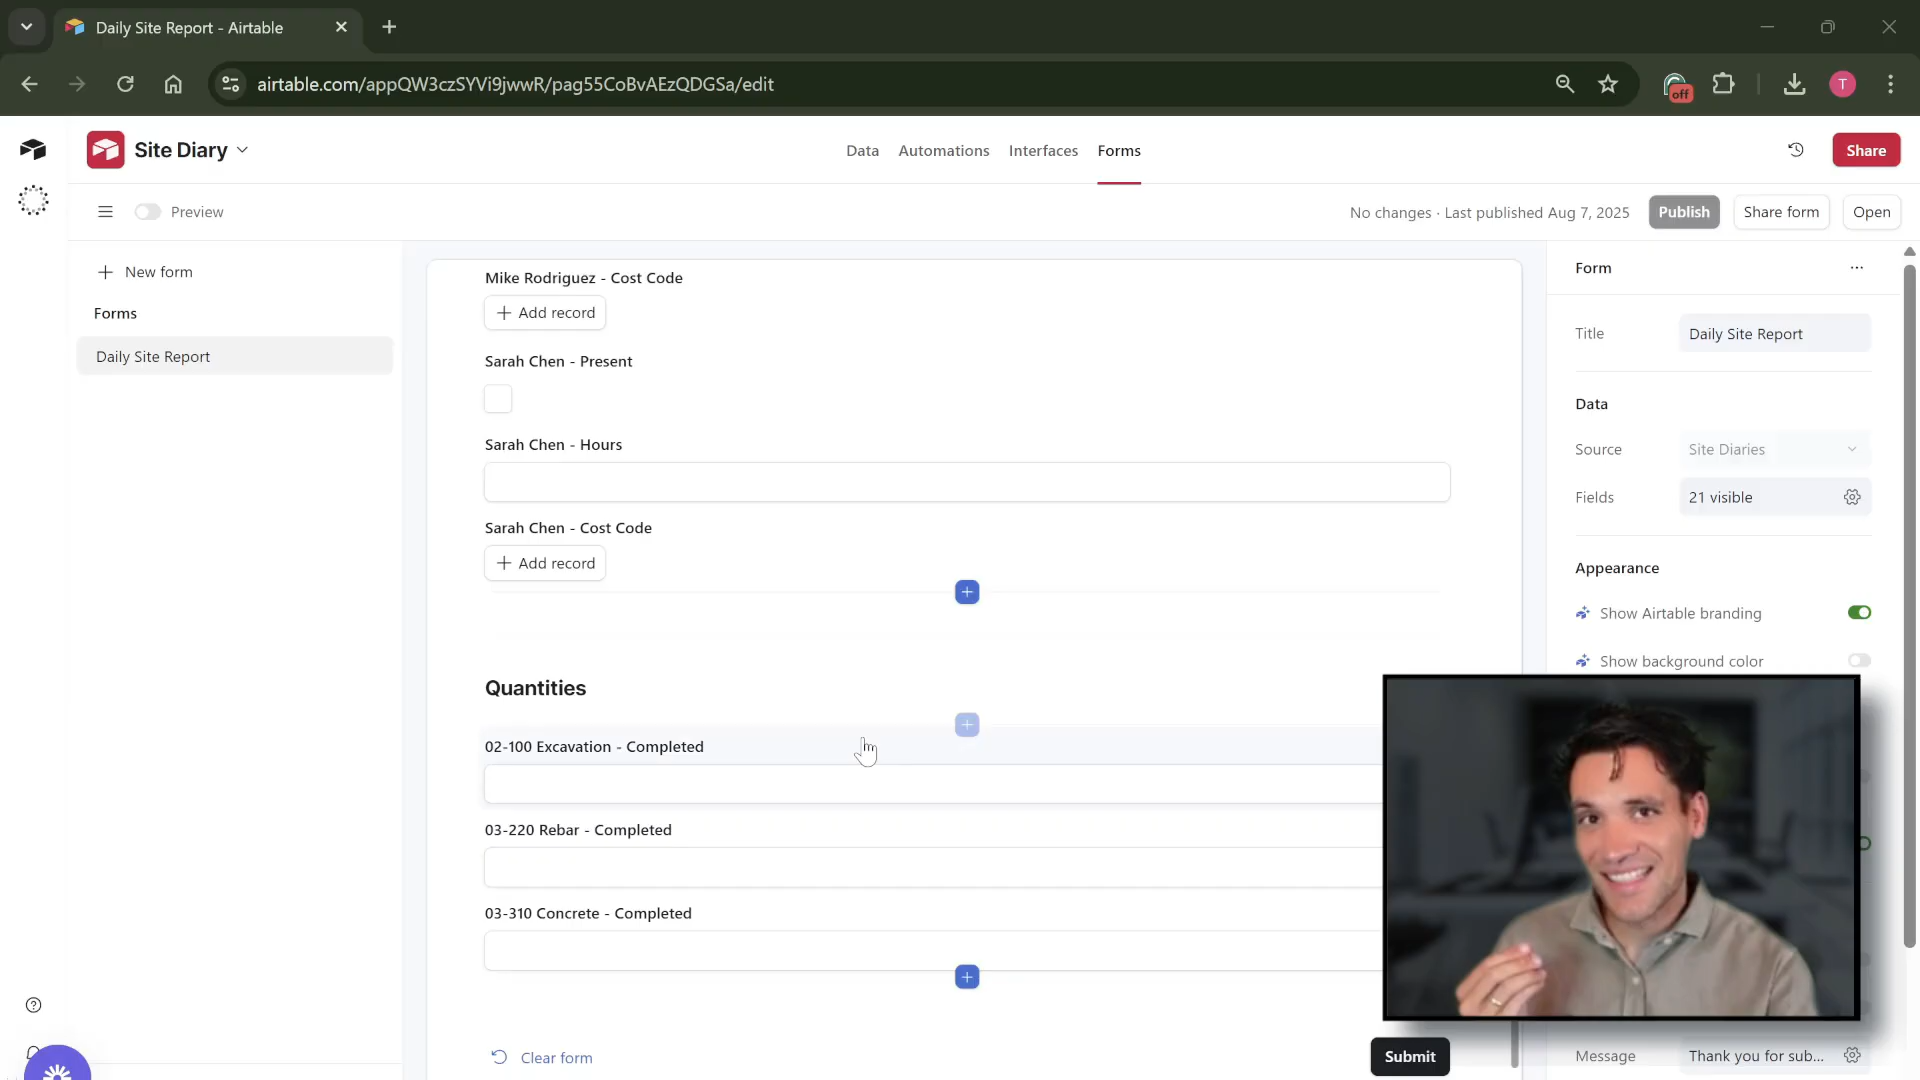 Daily Site Report - Airtable
airtable.com/appQW3czSYVi9jwwR/pag55CoBvAEzQDGSa/edit
off
T
Site Diary
Data
Automations
Interfaces
Forms
Share
Preview
No changes · Last published Aug 7, 2025
Publish
Share form
Open
New form
Forms
Daily Site Report
Mike Rodriguez - Cost Code
Add record
Sarah Chen - Present
Sarah Chen - Hours
Sarah Chen - Cost Code
Add record
Quantities
02-100 Excavation - Completed
03-220 Rebar - Completed
03-310 Concrete - Completed
Clear form
Submit
Form
Title
Daily Site Report
Data
Source
Site Diaries
Fields
21 visible
Appearance
Show Airtable branding
Show background color
Message
Thank you for sub...